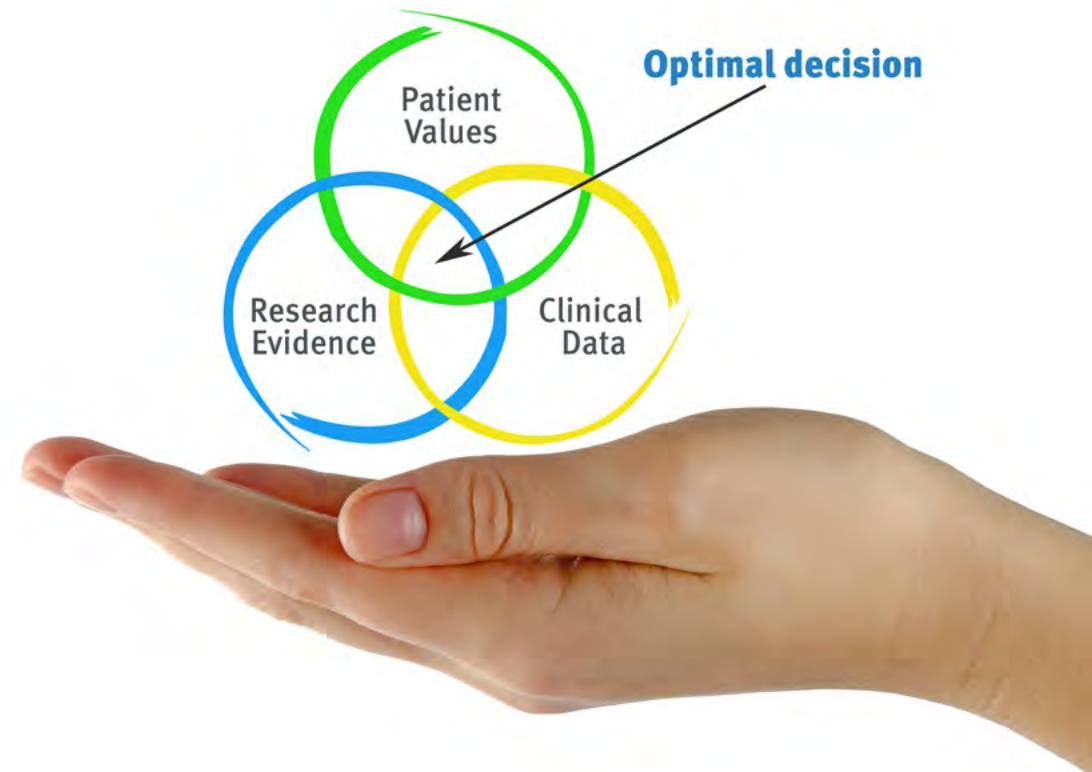 Optimal decision
Patient
Values
Research
Evidence
Clinical
Data